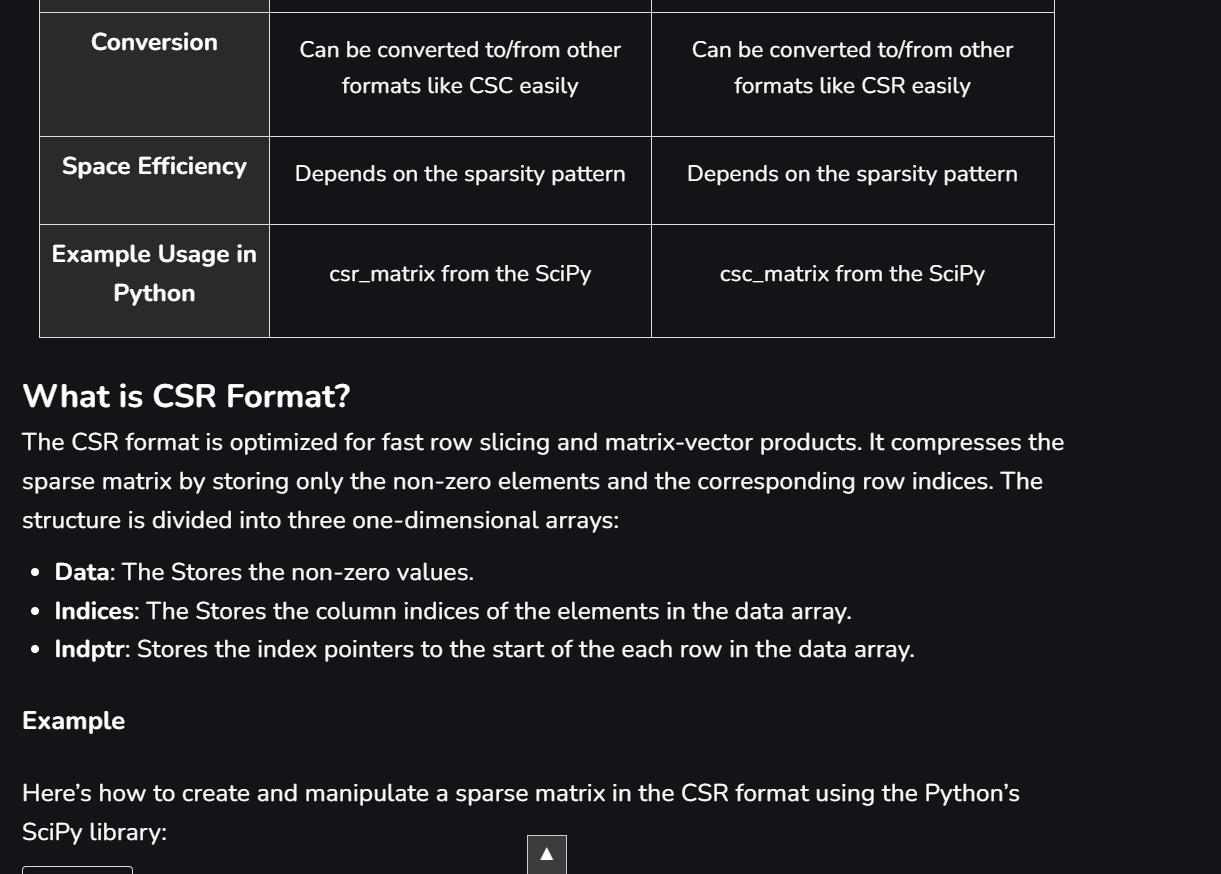 Conversion
Can be converted to/from other
formats like CSC easily
Can be converted to/from other
formats like CSR easily
Space Efficiency
Depends on the sparsity pattern
Depends on the sparsity pattern
Example Usage in
Python
csr_matrix from the SciPy
csc_matrix from the SciPy
What is CSR Format?
The CSR format is optimized for fast row slicing and matrix-vector products. It compresses the
sparse matrix by storing only the non-zero elements and the corresponding row indices. The
structure is divided into three one-dimensional arrays:
• Data: The Stores the non-zero values.
• Indices: The Stores the column indices of the elements in the data array.
• Indptr: Stores the index pointers to the start of the each row in the data array.
Example
Here’s how to create and manipulate a sparse matrix in the CSR format using the Python’s
SciPy library: